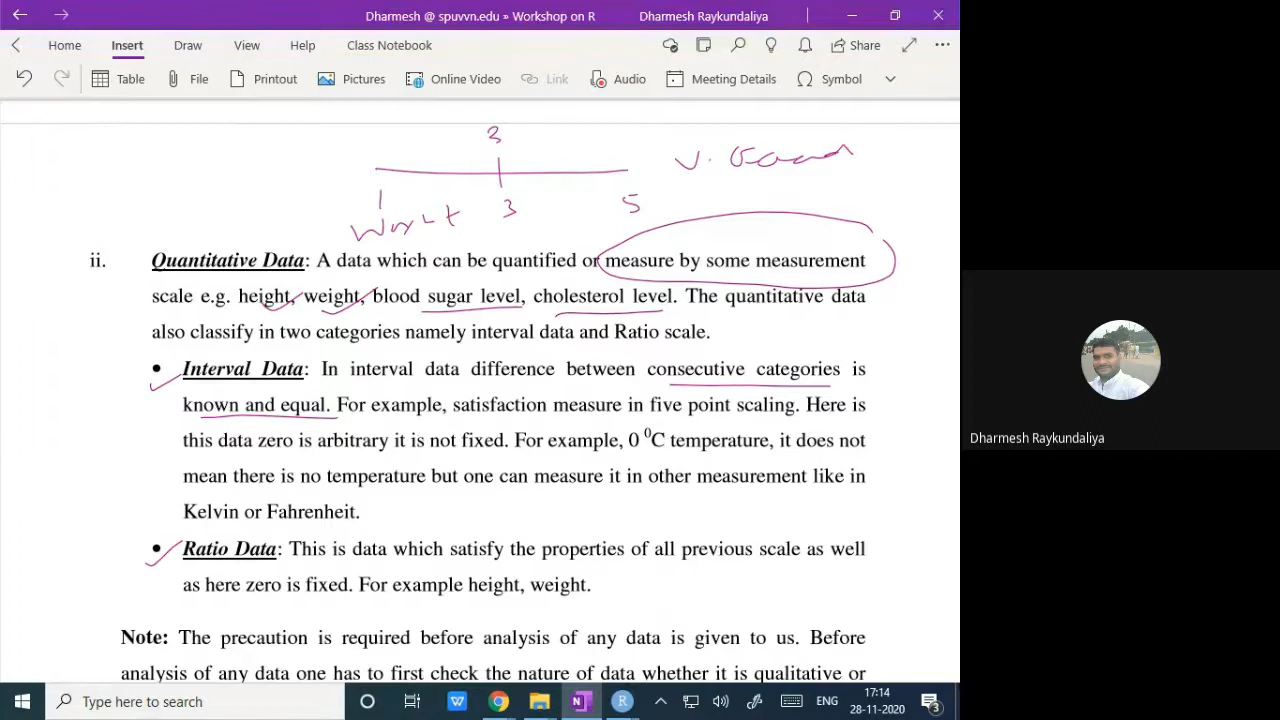 Dharmesh @ spuvvn.edu » Workshop on R
Dharmesh Raykundaliya
Home Insert Draw View Help Class Notebook
Share
Table File Printout Pictures Online Video Link Audio Meeting Details Symbol
3
V. Good
1 3 5
Worst
ii. Quantitative Data: A data which can be quantified or measure by some measurement
scale e.g. height, weight, blood sugar level, cholesterol level. The quantitative data
also classify in two categories namely interval data and Ratio scale.
• Interval Data: In interval data difference between consecutive categories is
known and equal. For example, satisfaction measure in five point scaling. Here is
this data zero is arbitrary it is not fixed. For example, 0 ⁰C temperature, it does not
mean there is no temperature but one can measure it in other measurement like in
Kelvin or Fahrenheit.
• Ratio Data: This is data which satisfy the properties of all previous scale as well
as here zero is fixed. For example height, weight.
Note: The precaution is required before analysis of any data is given to us. Before
analysis of any data one has to first check the nature of data whether it is qualitative or
Dharmesh Raykundaliya
Type here to search
ENG
17:14
28-11-2020
3